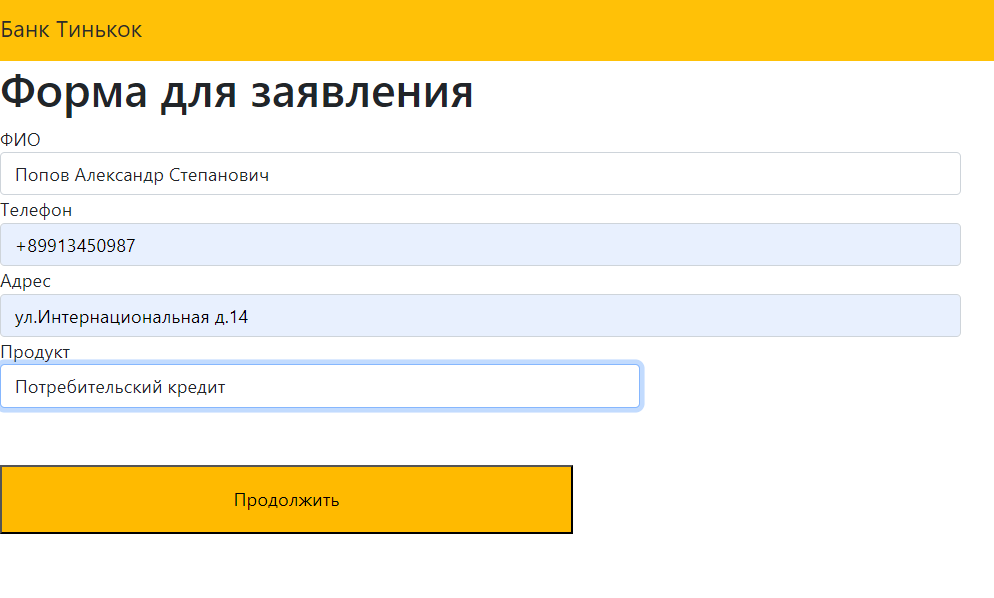 Банк Тинькок
Форма для заявления
ФИО
Попов Александр Степанович
Телефон
+89913450987
Адрес
ул.Интернациональная д.14
Продукт
Потребительский кредит
Продолжить